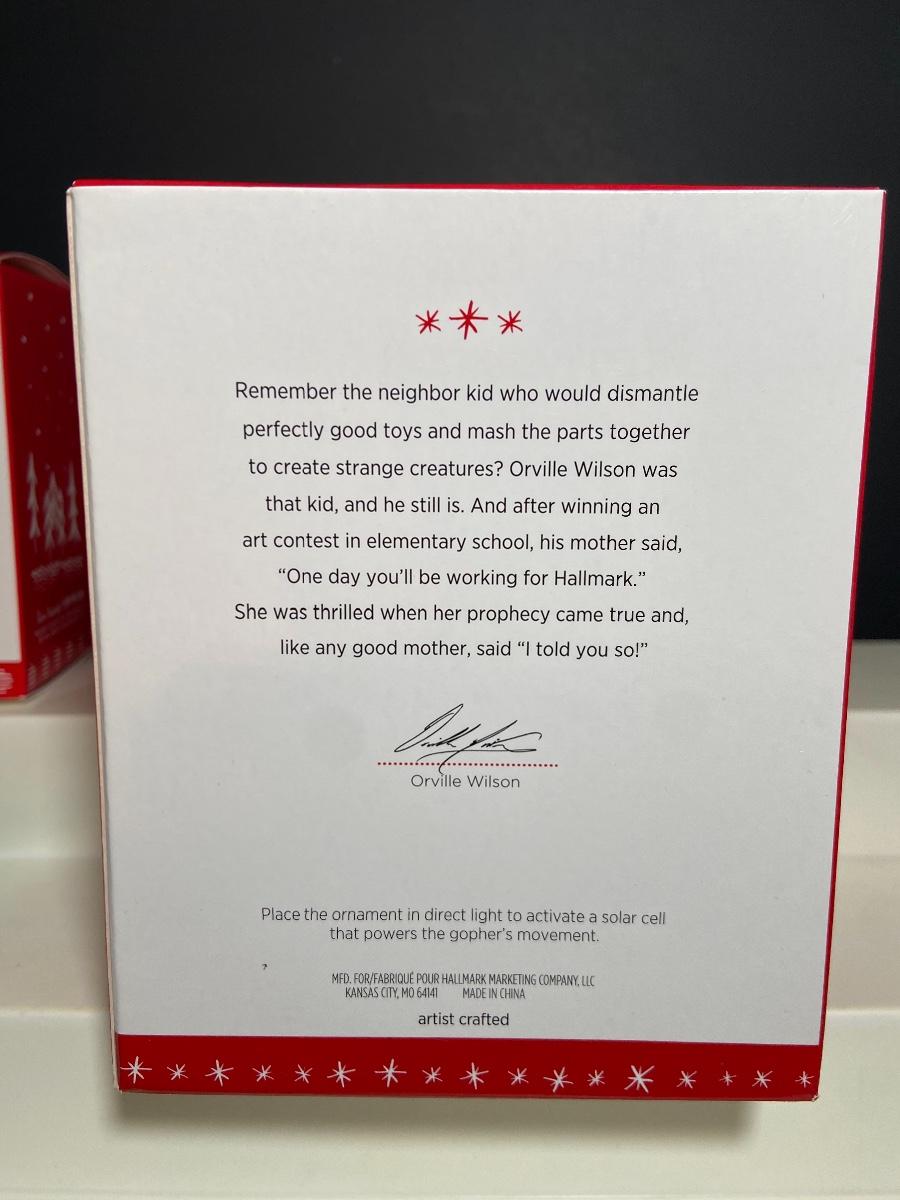 Remember the neighbor kid who would dismantle
perfectly good toys and mash the parts together
to create strange creatures? Orville Wilson was
that kid, and he still is. And after winning an
art contest in elementary school, his mother said,
“One day you’ll be working for Hallmark.”
She was thrilled when her prophecy came true and,
like any good mother, said “I told you so!”
Orville Wilson
Place the ornament in direct light to activate a solar cell
that powers the gopher’s movement.
MFD. FOR/FABRIQUÉ POUR HALLMARK MARKETING COMPANY, LLC
KANSAS CITY, MO 64141 MADE IN CHINA
artist crafted